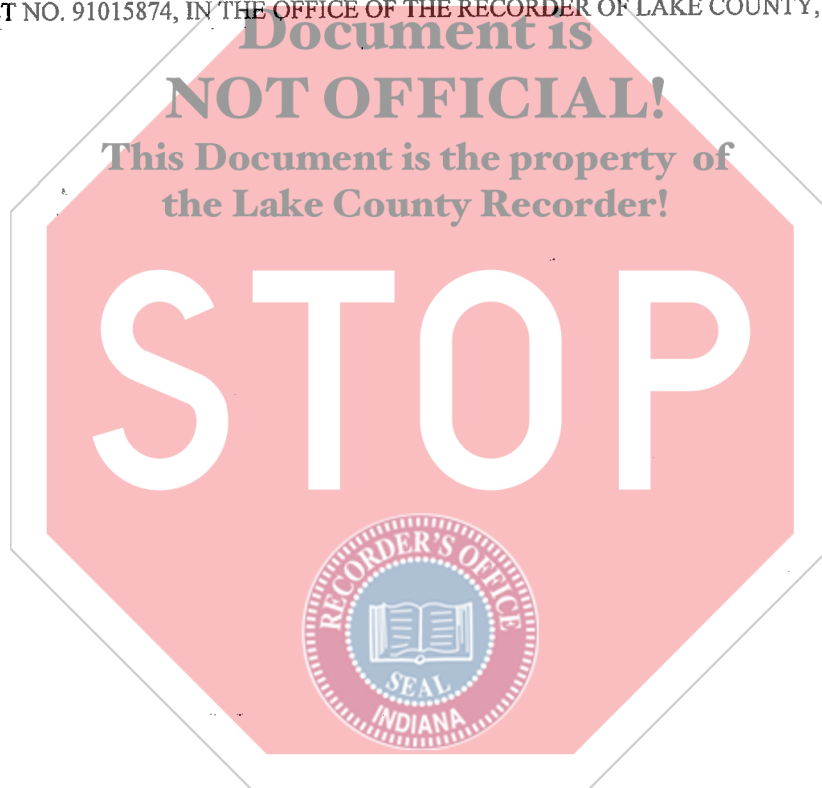 T NO. 91015874, IN THE OFFICE OF THE RECORDER OF LAKE COUNTY,
Document is
NOT OFFICIAL!
This Document is the property of
the Lake County Recorder!
STOP
RECORDER'S OFFICE
SEAL
INDIANA